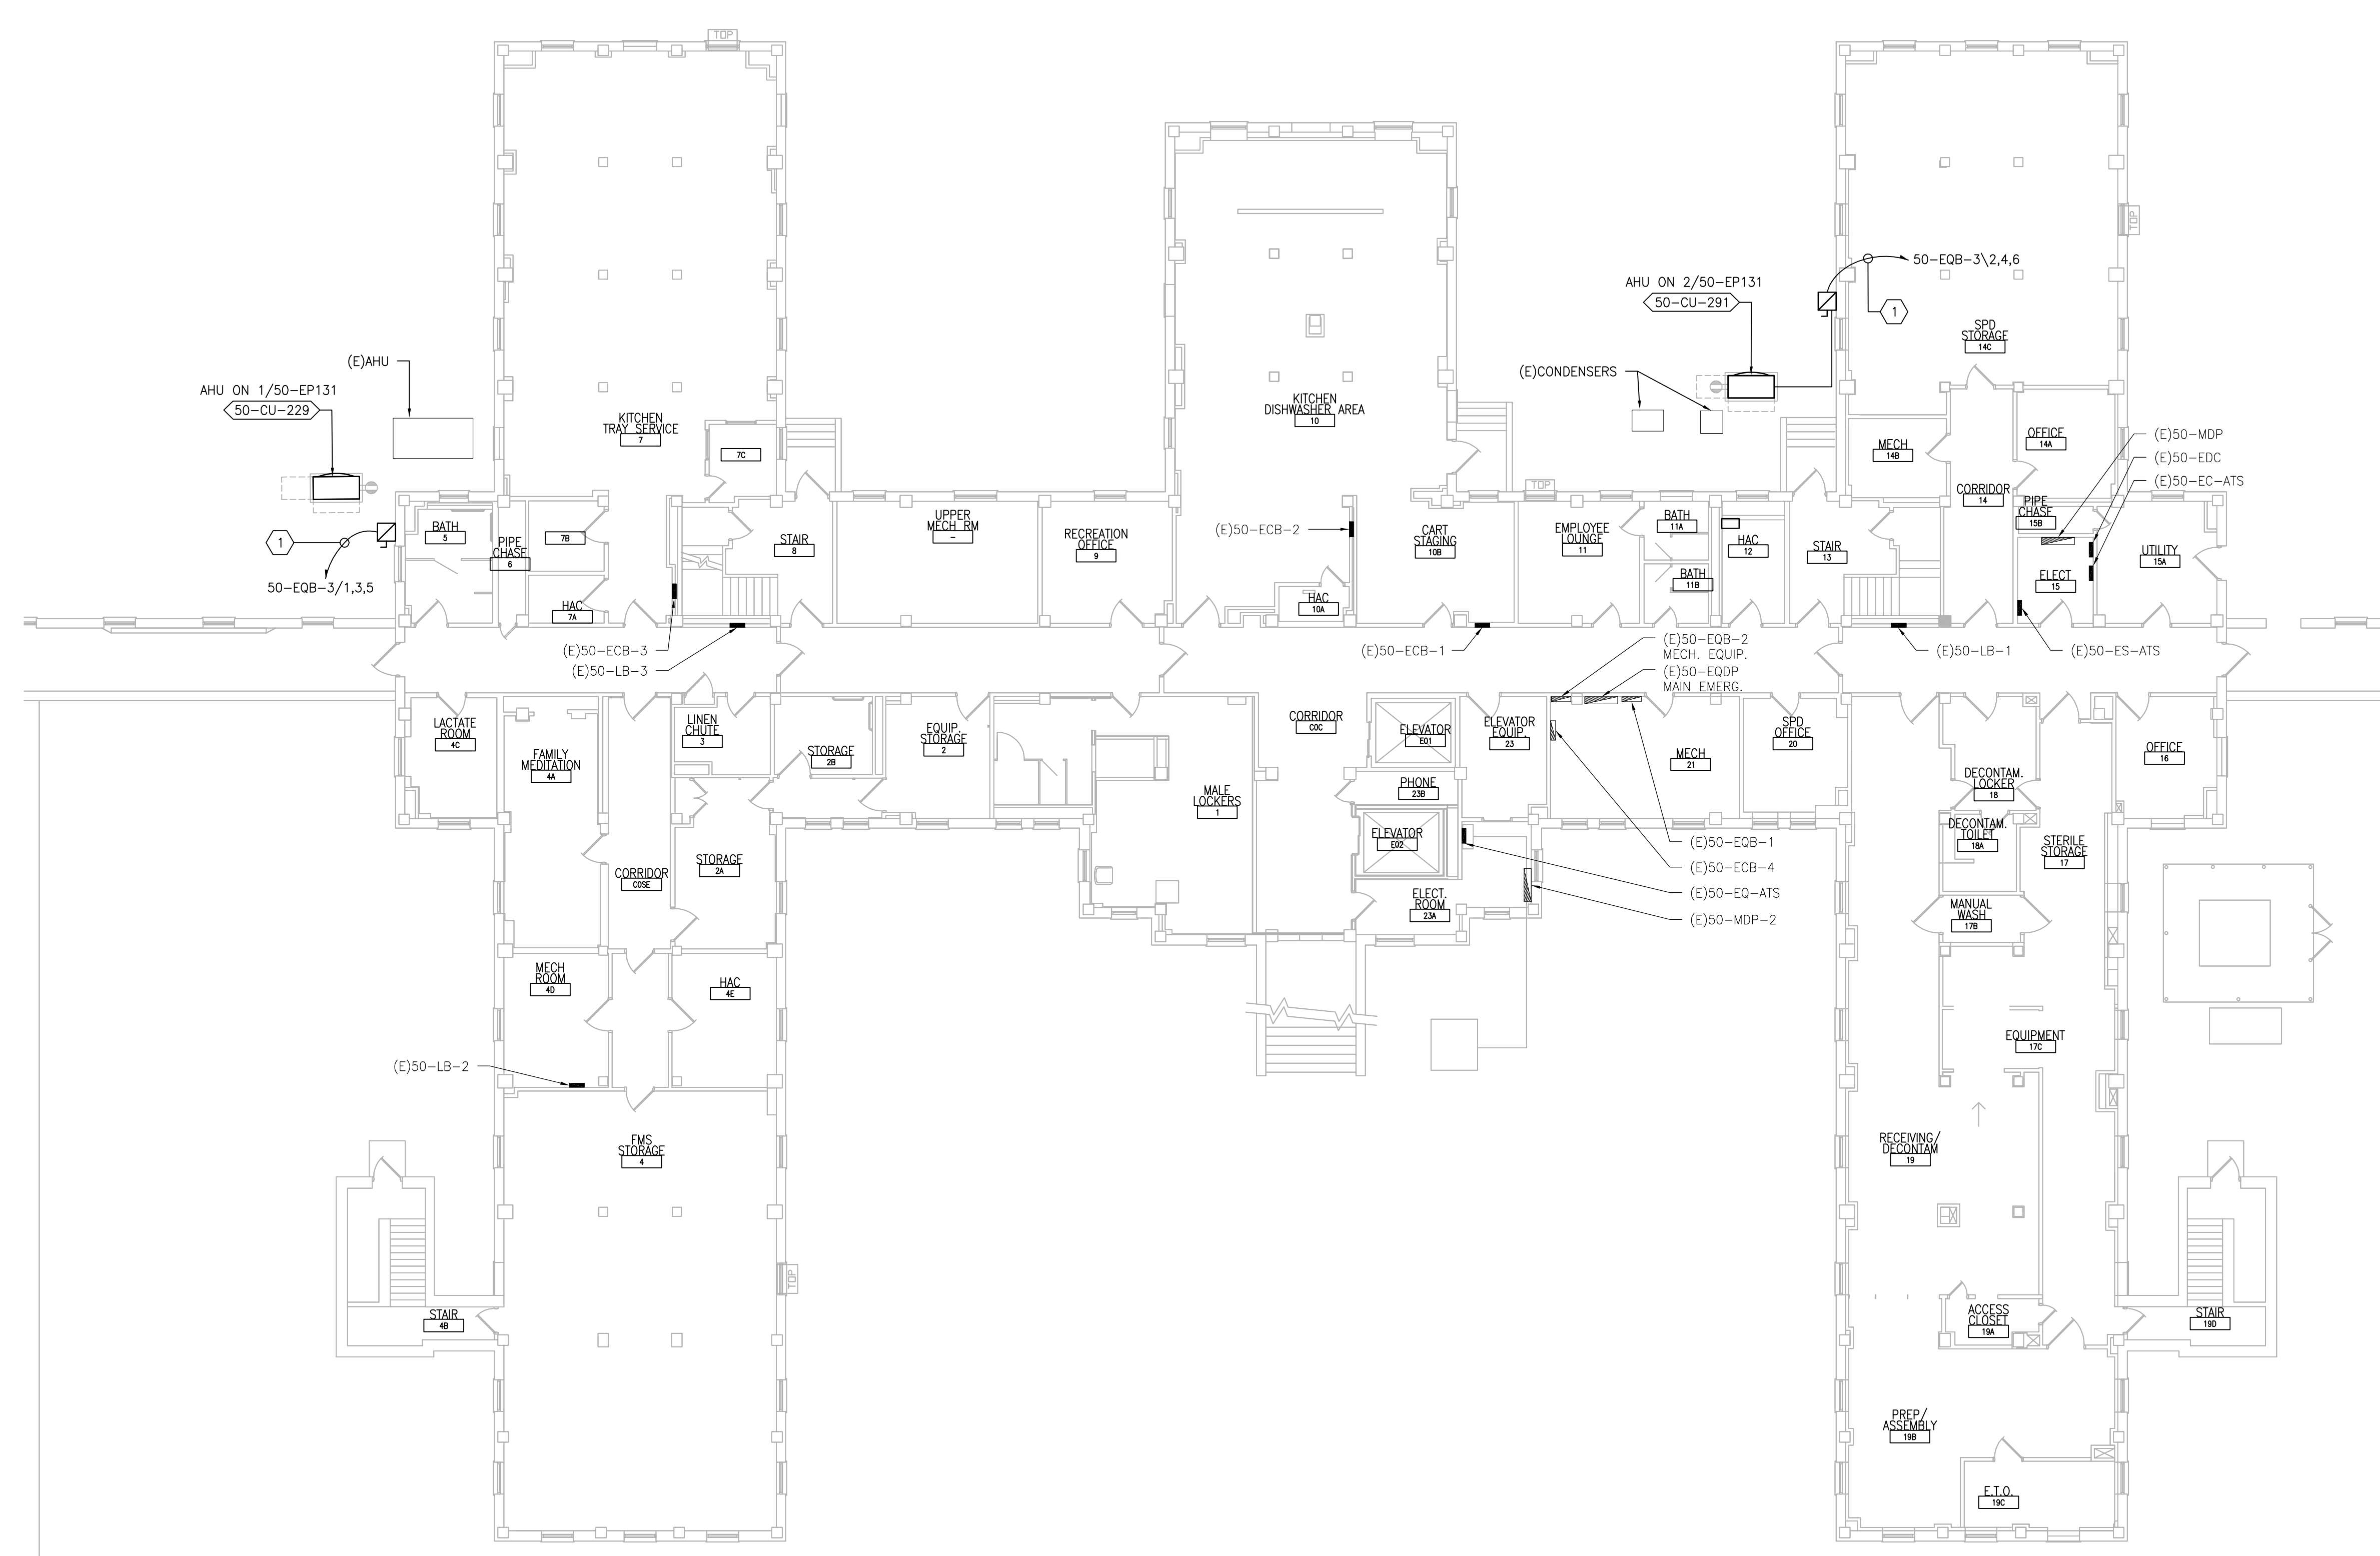 TOP
(E)AHU
AHU ON 1/50-EP131
50-CU-229
1
50-EQB-3/1,3,5
KITCHEN
TRAY SERVICE
7
7C
BATH
5
PIPE
CHASE
6
7B
HAC
7A
STAIR
8
UPPER
MECH RM
-
RECREATION
OFFICE
9
(E)50-ECB-3
(E)50-LB-3
KITCHEN
DISHWASHER AREA
10
(E)50-ECB-2
HAC
10A
CART
STAGING
10B
(E)50-ECB-1
TOP
EMPLOYEE
LOUNGE
11
BATH
11A
BATH
11B
HAC
12
STAIR
13
AHU ON 2/50-EP131
50-CU-291
(E)CONDENSERS
50-EQB-3\2,4,6
1
TOP
SPD
STORAGE
14C
MECH
14B
OFFICE
14A
CORRIDOR
14
PIPE
CHASE
15B
ELECT
15
UTILITY
15A
(E)50-MDP
(E)50-EDC
(E)50-EC-ATS
(E)50-LB-1
(E)50-ES-ATS
(E)50-EQB-2
MECH. EQUIP.
(E)50-EQDP
MAIN EMERG.
LACTATE
ROOM
4C
FAMILY
MEDITATION
4A
LINEN
CHUTE
3
STORAGE
2B
EQUIP.
STORAGE
2
STORAGE
2A
CORRIDOR
C0SE
MALE
LOCKERS
1
CORRIDOR
C0C
ELEVATOR
E01
PHONE
23B
ELEVATOR
E02
ELECT.
ROOM
23A
ELEVATOR
EQUIP.
23
MECH
21
SPD
OFFICE
20
(E)50-EQB-1
(E)50-ECB-4
(E)50-EQ-ATS
(E)50-MDP-2
DECONTAM.
LOCKER
18
DECONTAM.
TOILET
18A
STERILE
STORAGE
17
OFFICE
16
MANUAL
WASH
17B
EQUIPMENT
17C
MECH
ROOM
4D
HAC
4E
(E)50-LB-2
FMS
STORAGE
4
STAIR
4B
TOP
RECEIVING/
DECONTAM
19
ACCESS
CLOSET
19A
STAIR
19D
PREP/
ASSEMBLY
19B
E.T.O.
19C